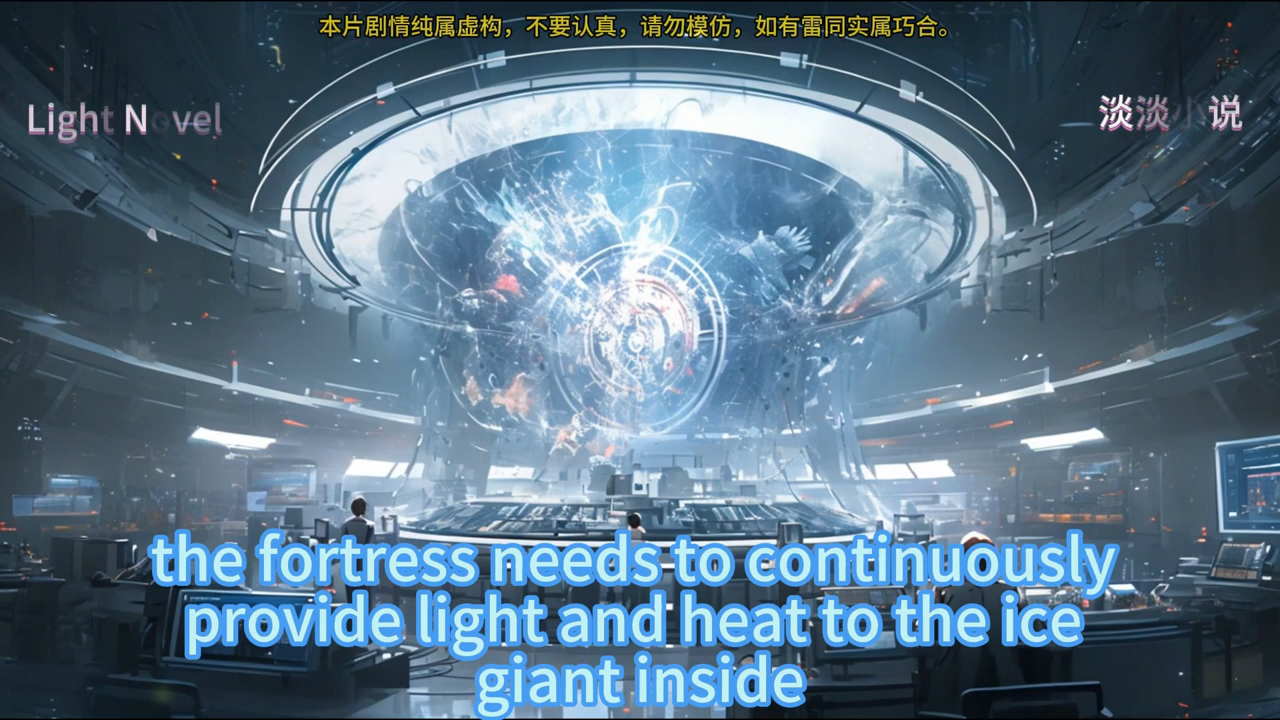 本片剧情纯属虚构，不要认真，请勿模仿，如有雷同实属巧合。
Light Novel
淡淡小说
the fortress needs to continuously
provide light and heat to the ice
giant inside